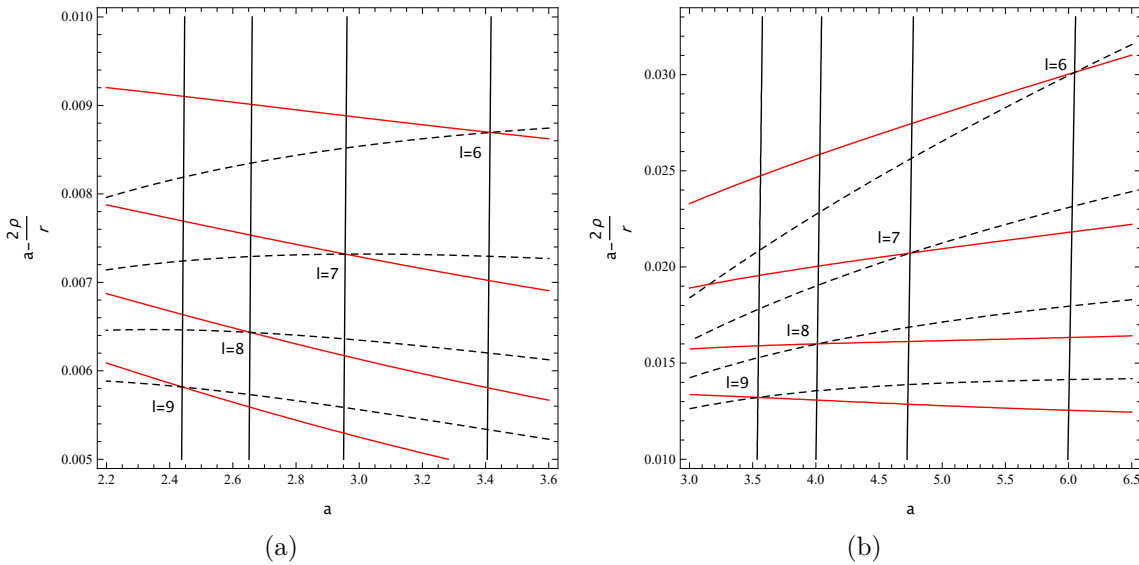 0.010
0.009
0.008
0.007
0.006
0.005
a- 2 ρ / r
l=6
l=7
l=8
l=9
2.2 2.4 2.6 2.8 3.0 3.2 3.4 3.6
a
(a)
0.030
0.025
0.020
0.015
0.010
a- 2 ρ / r
l=6
l=7
l=8
l=9
3.0 3.5 4.0 4.5 5.0 5.5 6.0 6.5
a
(b)